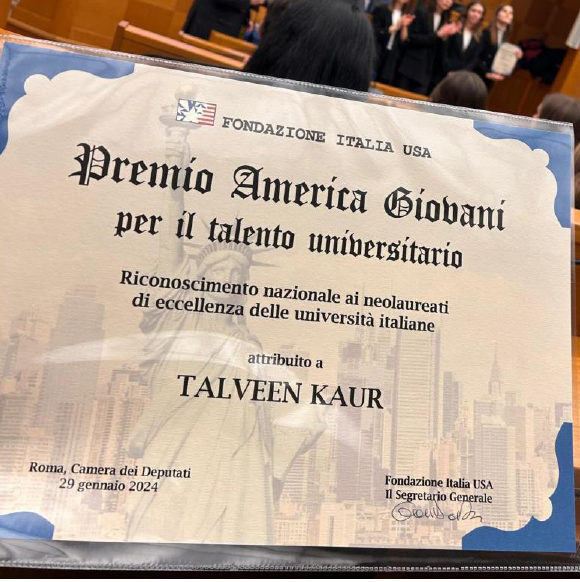 FONDAZIONE ITALIA USA
Premio America Giovani
per il talento universitario
Riconoscimento nazionale ai neolaureati
di eccellenza delle università italiane
attribuito a
TALVEEN KAUR
Roma, Camera dei Deputati
29 gennaio 2024
Fondazione Italia USA
Il Segretario Generale